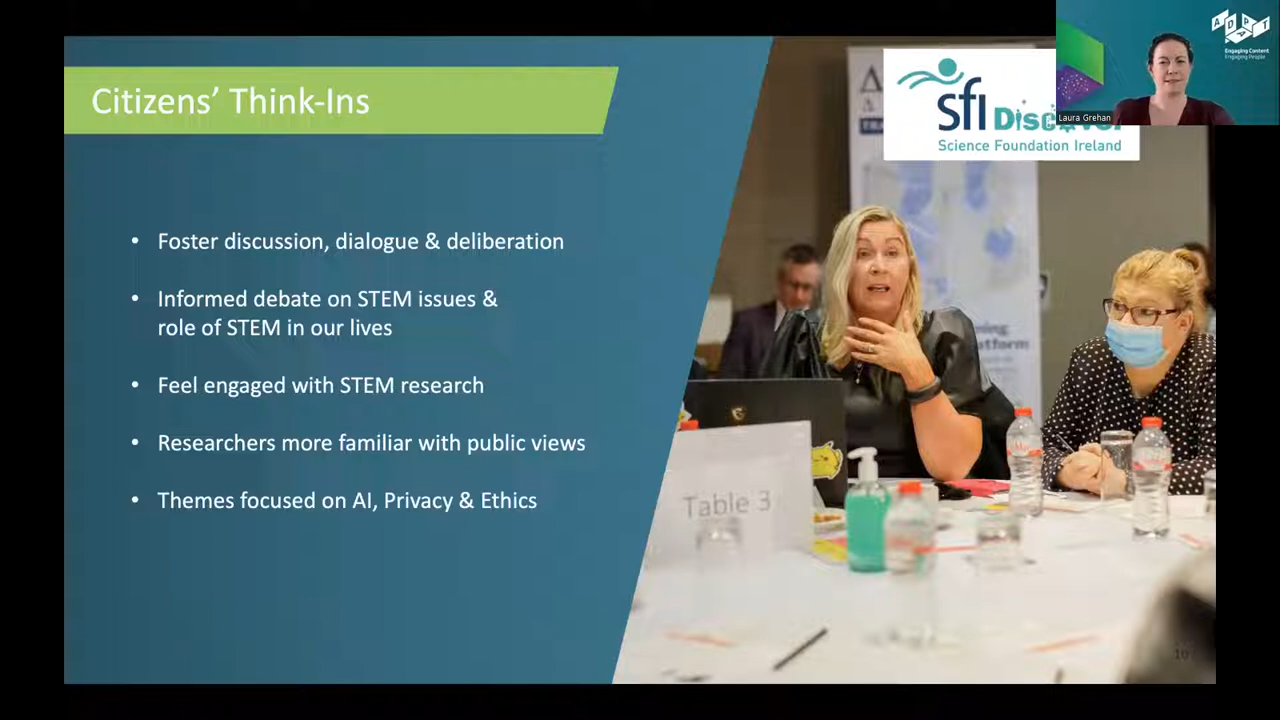 Citizens’ Think-Ins
• Foster discussion, dialogue & deliberation
• Informed debate on STEM issues &
role of STEM in our lives
• Feel engaged with STEM research
• Researchers more familiar with public views
• Themes focused on AI, Privacy & Ethics
sfi
Science Foundation Ireland
ADAPT
Engaging Content
Engaging People
Laura Grehan
Table 3
10